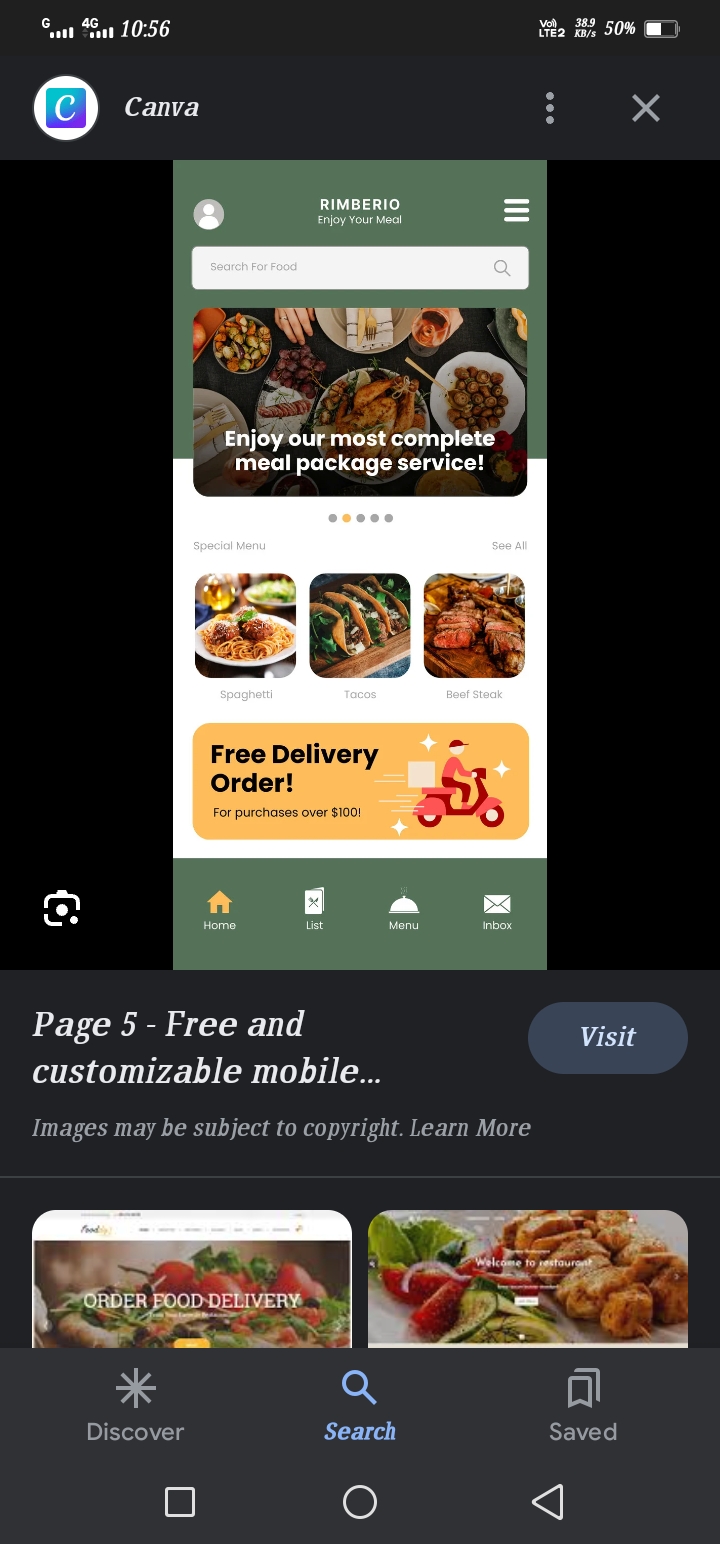 G 4G 10:56 Vo) LTE2 38.9 KB/s 50%
C Canva
RIMBERIO
Enjoy Your Meal
Search For Food
Enjoy our most complete
meal package service!
Special Menu See All
Spaghetti Tacos Beef Steak
Free Delivery
Order!
For purchases over $100!
Home List Menu Inbox
Page 5 - Free and
customizable mobile...
Visit
Images may be subject to copyright. Learn More
ORDER FOOD DELIVERY
Welcome to restaurant
Discover Search Saved